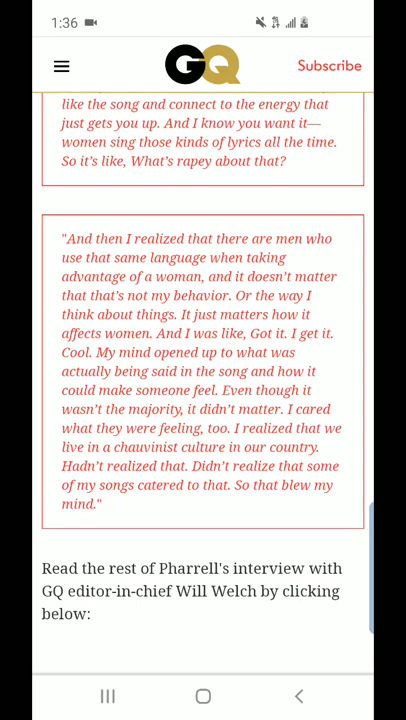 1:36
GQ
Subscribe
like the song and connect to the energy that
just gets you up. And I know you want it—
women sing those kinds of lyrics all the time.
So it's like, What's rapey about that?
"And then I realized that there are men who
use that same language when taking
advantage of a woman, and it doesn't matter
that that's not my behavior. Or the way I
think about things. It just matters how it
affects women. And I was like, Got it. I get it.
Cool. My mind opened up to what was
actually being said in the song and how it
could make someone feel. Even though it
wasn't the majority, it didn't matter. I cared
what they were feeling, too. I realized that we
live in a chauvinist culture in our country.
Hadn't realized that. Didn't realize that some
of my songs catered to that. So that blew my
mind."
Read the rest of Pharrell's interview with
GQ editor-in-chief Will Welch by clicking
below: